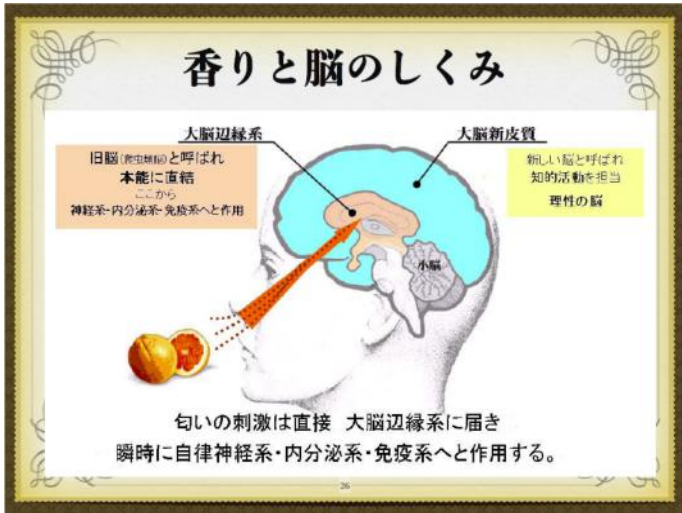 香りと脳のしくみ
大脳辺縁系
大脳新皮質
旧脳(爬虫類脳)と呼ばれ
本能に直結
ここから
神経系・内分泌系・免疫系へと作用
新しい脳と呼ばれ
知的活動を担当
理性の脳
小脳
匂いの刺激は直接 大脳辺縁系に届き
瞬時に自律神経系・内分泌系・免疫系へと作用する。
26